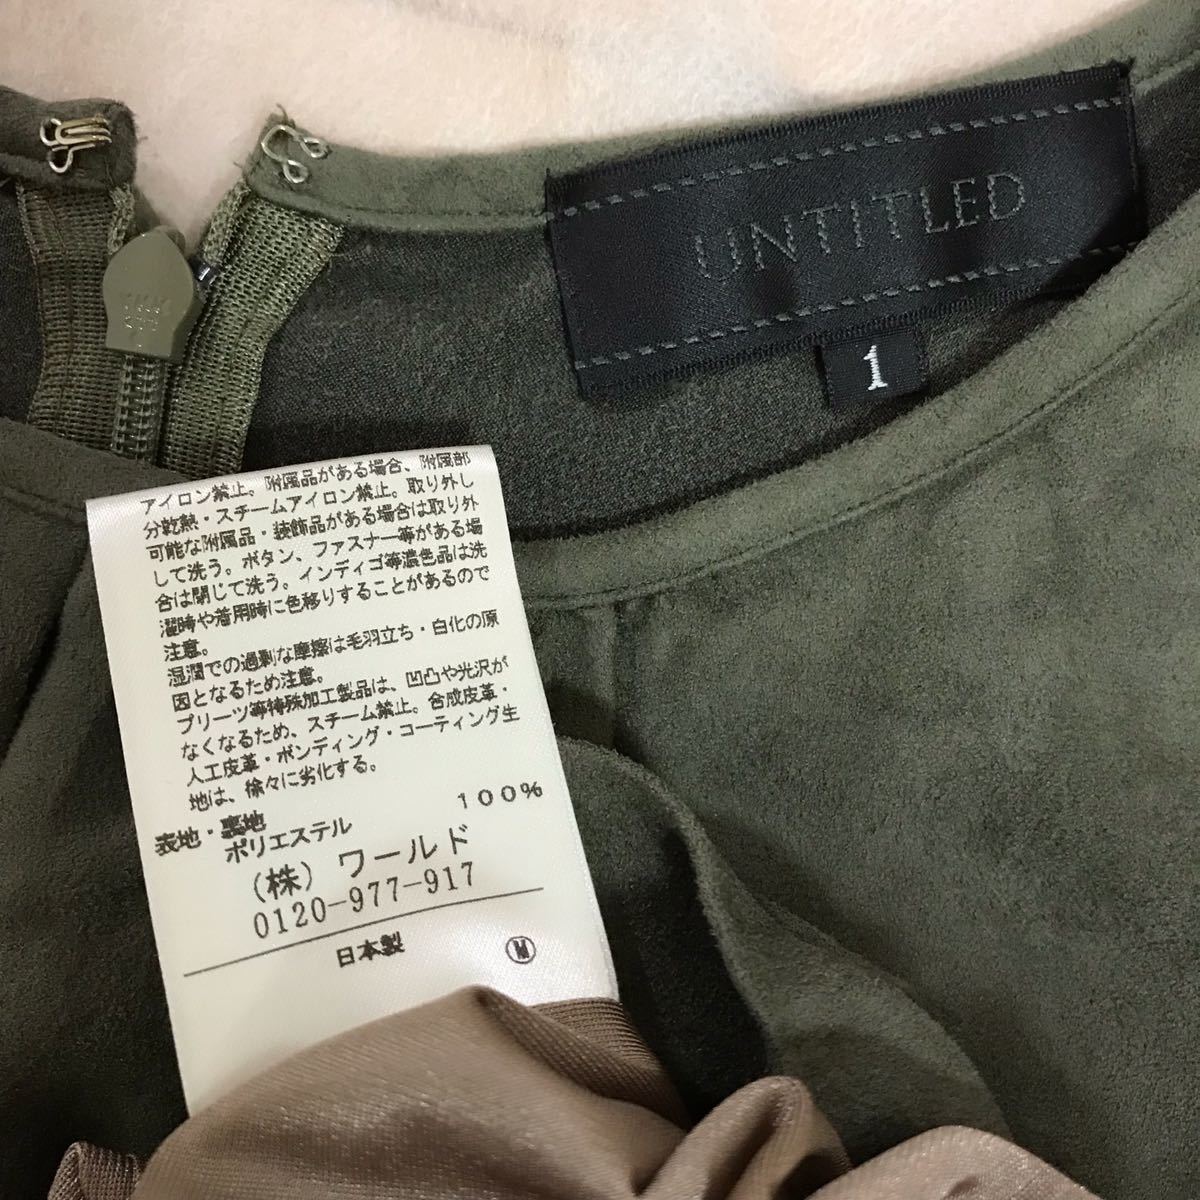 UNTITLED
1
アイロン禁止。附属品がある場合、附属部
分乾熱・スチームアイロン禁止。取り外し
可能な附属品・装飾品がある場合は取り外
して洗う。ボタン、ファスナー等がある場
合は閉じて洗う。インディゴ等濃色品は洗
濯時や着用時に色移りすることがあるので
注意。
湿潤での過剰な摩擦は毛羽立ち・白化の原
因となるため注意。
プリーツ等特殊加工製品は、凹凸や光沢が
なくなるため、スチーム禁止。合成皮革・
人工皮革・ボンディング・コーティング生
地は、徐々に劣化する。
表地・裏地
ポリエステル 100%
(株) ワールド
0120-977-917
日本製 Ⓜ